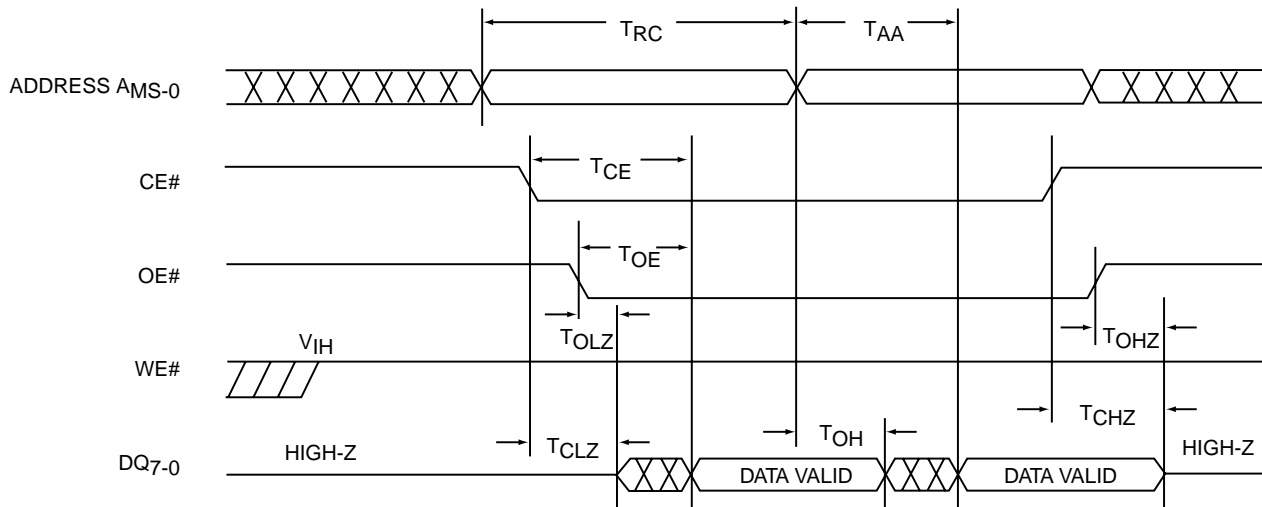 TRC TAA
ADDRESS AMS-0
TCE
CE#
TOE
OE#
TOLZ TOHZ
VIH
WE#
TCLZ TOH TCHZ
DQ7-0 HIGH-Z DATA VALID DATA VALID HIGH-Z